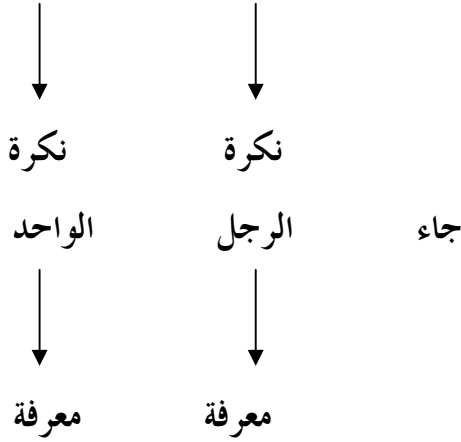 نكرة نكرة
جاء الرجل الواحد
معرفة معرفة